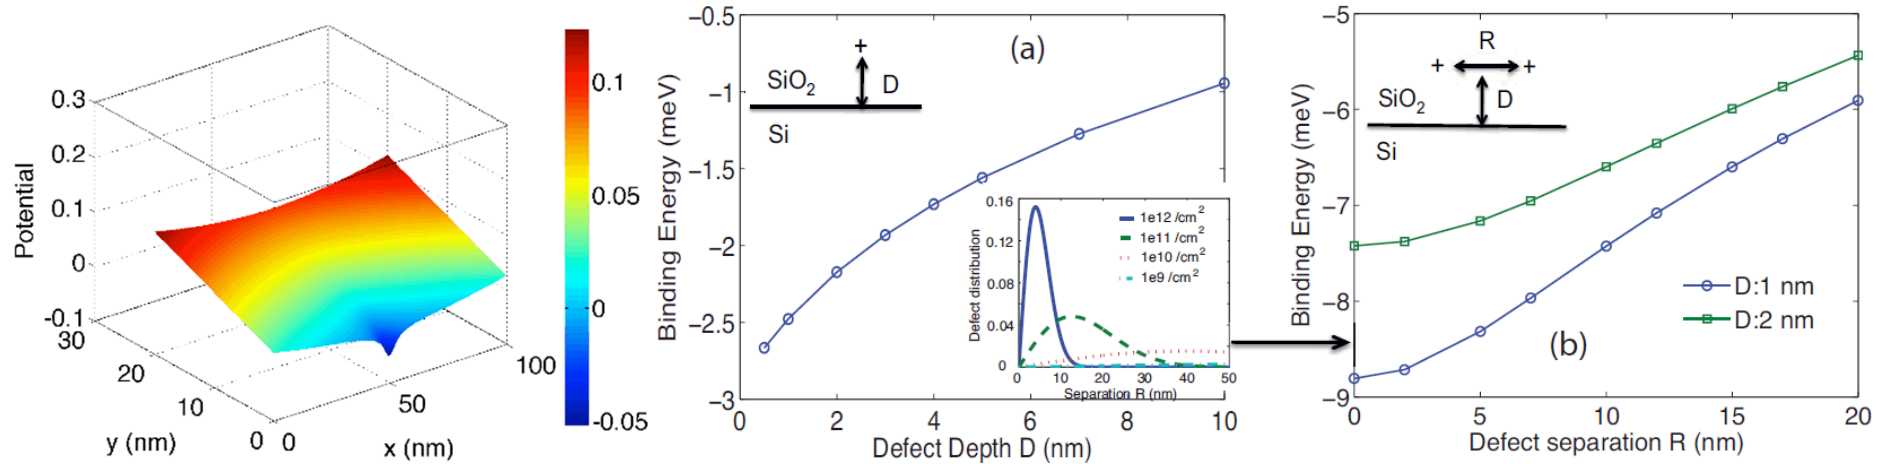 Potential
0.3
0.2
0.1
0
-0.1
30
20
10
0
y (nm)
0
50
100
x (nm)
0.1
0.05
0
-0.05
Binding Energy (meV)
−0.5
−1
−1.5
−2
−2.5
−3
(a)
+
SiO2
D
Si
0
2
4
6
8
10
Defect Depth D (nm)
Defect distribution
0.16
0.12
0.08
0.04
0
1e12 /cm2
1e11 /cm2
1e10 /cm2
1e9 /cm2
0
10
20
30
40
50
Separation R (nm)
Binding Energy (meV)
−5
−6
−7
−8
−9
R
+ +
SiO2
D
Si
D:1 nm
D:2 nm
(b)
0
5
10
15
20
Defect separation R (nm)